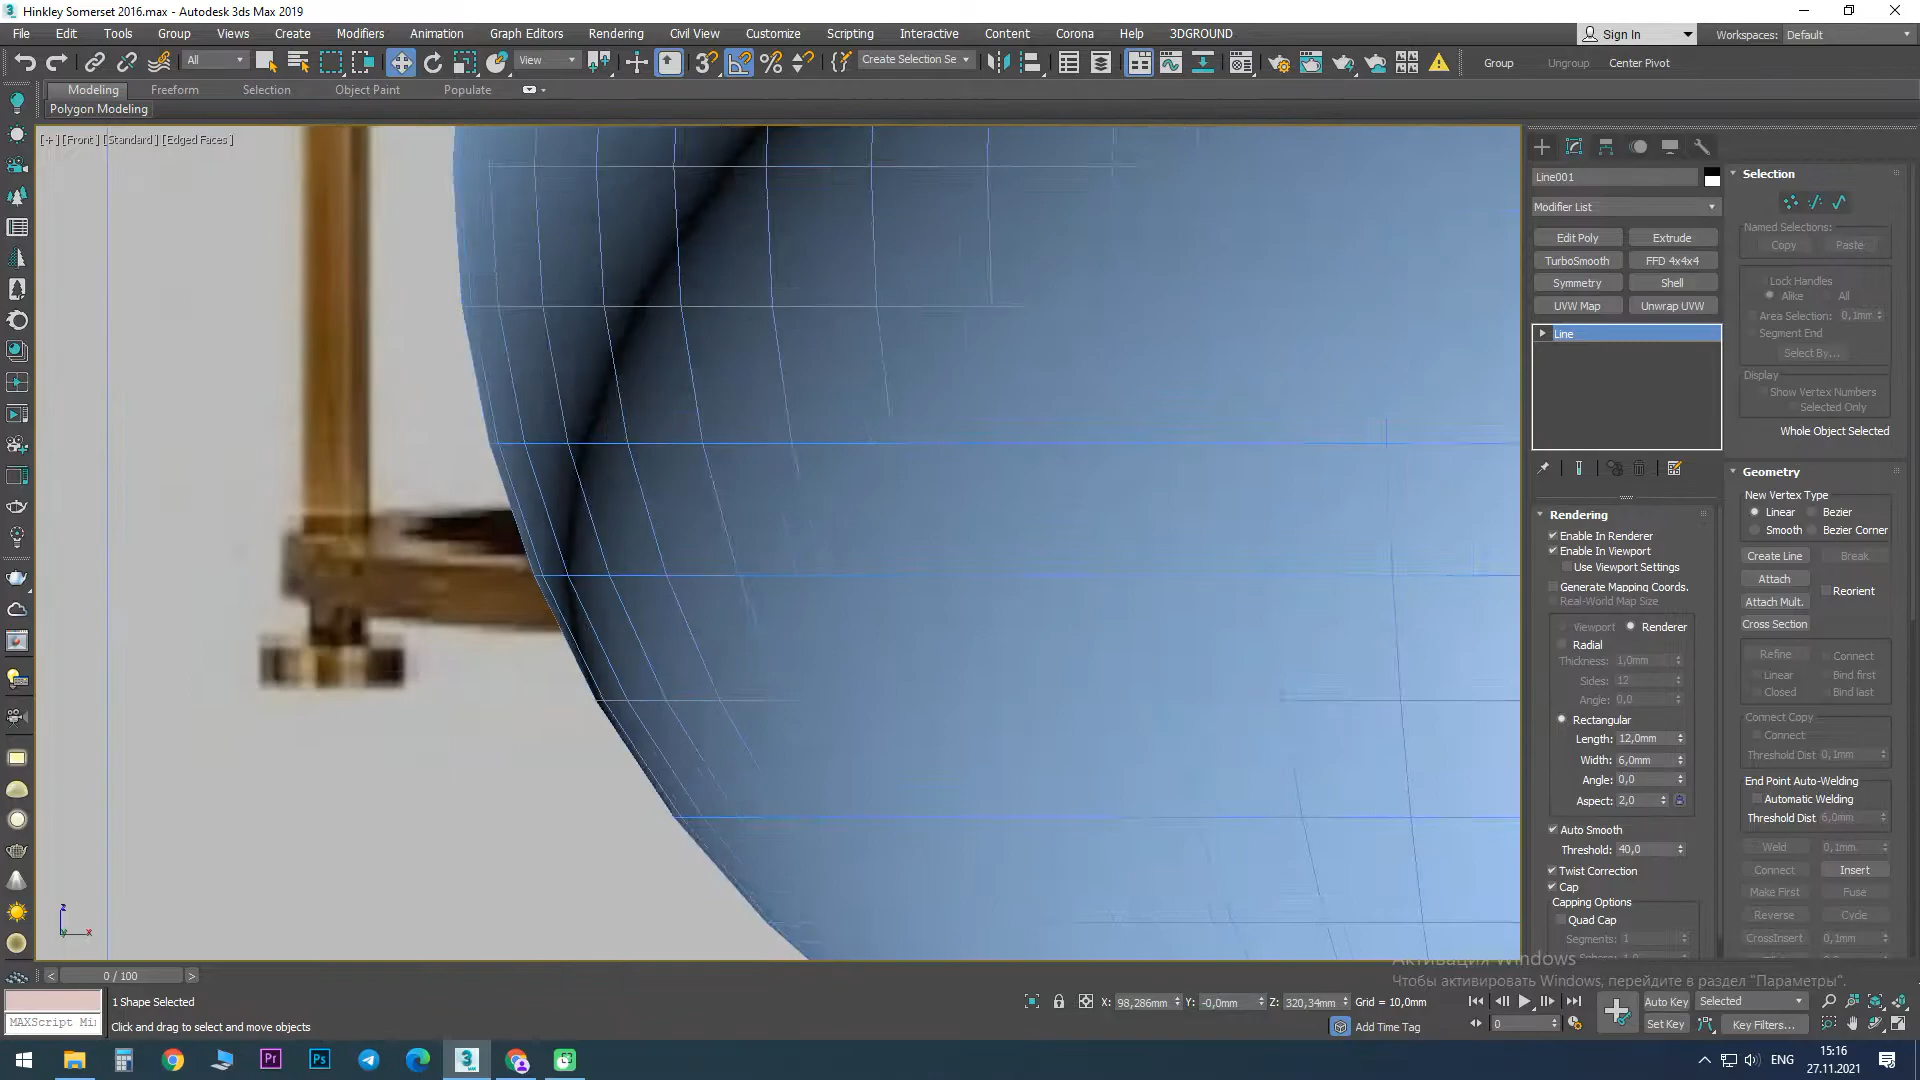 Hinkley Somerset 2016.max - Autodesk 3ds Max 2019
File Edit Tools Group Views Create Modifiers Animation Graph Editors Rendering Civil View Customize Scripting Interactive Content Corona Help 3DGROUND Sign In Workspaces: Default
All View Create Selection Se Group Ungroup Center Pivot
Modeling Freeform Selection Object Paint Populate
Polygon Modeling
[+] [Front] [Standard] [Edged Faces]
Line001
Modifier List
Edit Poly Extrude
TurboSmooth FFD 4x4x4
Symmetry Shell
UVW Map Unwrap UVW
Line
Rendering
Enable In Renderer
Enable In Viewport
Use Viewport Settings
Generate Mapping Coords.
Real-World Map Size
Viewport Renderer
Radial
Thickness: 1,0mm
Sides: 12
Angle: 0,0
Rectangular
Length: 12,0mm
Width: 6,0mm
Angle: 0,0
Aspect: 2,0
Auto Smooth
Threshold: 40,0
Twist Correction
Cap
Capping Options
Quad Cap
Segments: 1
Selection
Named Selections:
Copy Paste
Lock Handles
Alike All
Area Selection: 0,1mm
Segment End
Select By...
Display
Show Vertex Numbers
Selected Only
Whole Object Selected
Geometry
New Vertex Type
Linear Bezier
Smooth Bezier Corner
Create Line Break
Attach
Reorient
Attach Mult.
Cross Section
Refine Connect
Linear Bind first
Closed Bind last
Connect Copy
Connect
Threshold Dist 0,1mm
End Point Auto-Welding
Automatic Welding
Threshold Dist 6,0mm
Weld 0,1mm
Connect Insert
Make First Fuse
Reverse Cycle
CrossInsert 0,1mm
Активация Windows
Чтобы активировать Windows, перейдите в раздел "Параметры".
z
x
< 0 / 100 >
1 Shape Selected
MAXScript Mi
Click and drag to select and move objects
X: 98,286mm Y: -0,0mm Z: 320,34mm Grid = 10,0mm
Add Time Tag
0
Auto Key Selected
Set Key Key Filters...
ENG
15:16
27.11.2021